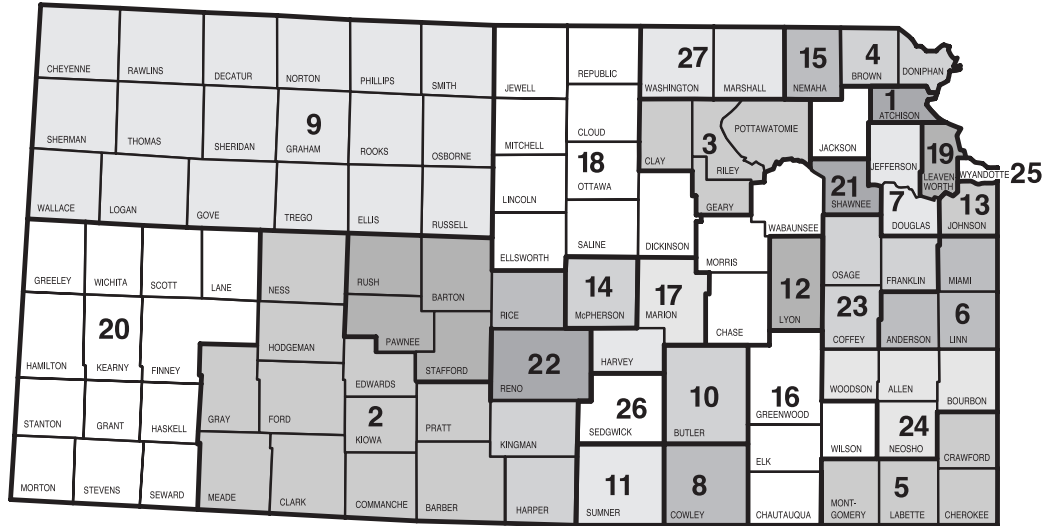 CHEYENNE RAWLINS DECATUR NORTON PHILLIPS SMITH JEWELL REPUBLIC WASHINGTON 27 MARSHALL 15 NEMAHA 4 BROWN DONIPHAN
SHERMAN THOMAS SHERIDAN 9 GRAHAM ROOKS OSBORNE MITCHELL CLOUD CLAY 3 RILEY POTTAWATOMIE JACKSON 1 ATCHISON
JEFFERSON 19 LEAVEN WORTH WYANDOTTE 25
WALLACE LOGAN GOVE TREGO ELLIS RUSSELL LINCOLN 18 OTTAWA GEARY 21 SHAWNEE 7 DOUGLAS 13 JOHNSON
ELLSWORTH SALINE DICKINSON MORRIS WABAUNSEE
GREELEY WICHITA SCOTT LANE NESS RUSH BARTON RICE 14 McPHERSON 17 MARION CHASE 12 LYON OSAGE FRANKLIN MIAMI
HAMILTON 20 KEARNY FINNEY HODGEMAN PAWNEE STAFFORD 22 RENO HARVEY 23 COFFEY ANDERSON 6 LINN
EDWARDS
STANTON GRANT HASKELL GRAY FORD 2 KIOWA PRATT KINGMAN 26 SEDGWICK 10 BUTLER 16 GREENWOOD WOODSON ALLEN BOURBON
WILSON 24 NEOSHO CRAWFORD
MORTON STEVENS SEWARD MEADE CLARK COMMANCHE BARBER HARPER 11 SUMNER 8 COWLEY ELK CHAUTAUQUA MONT-
GOMERY 5 LABETTE CHEROKEE